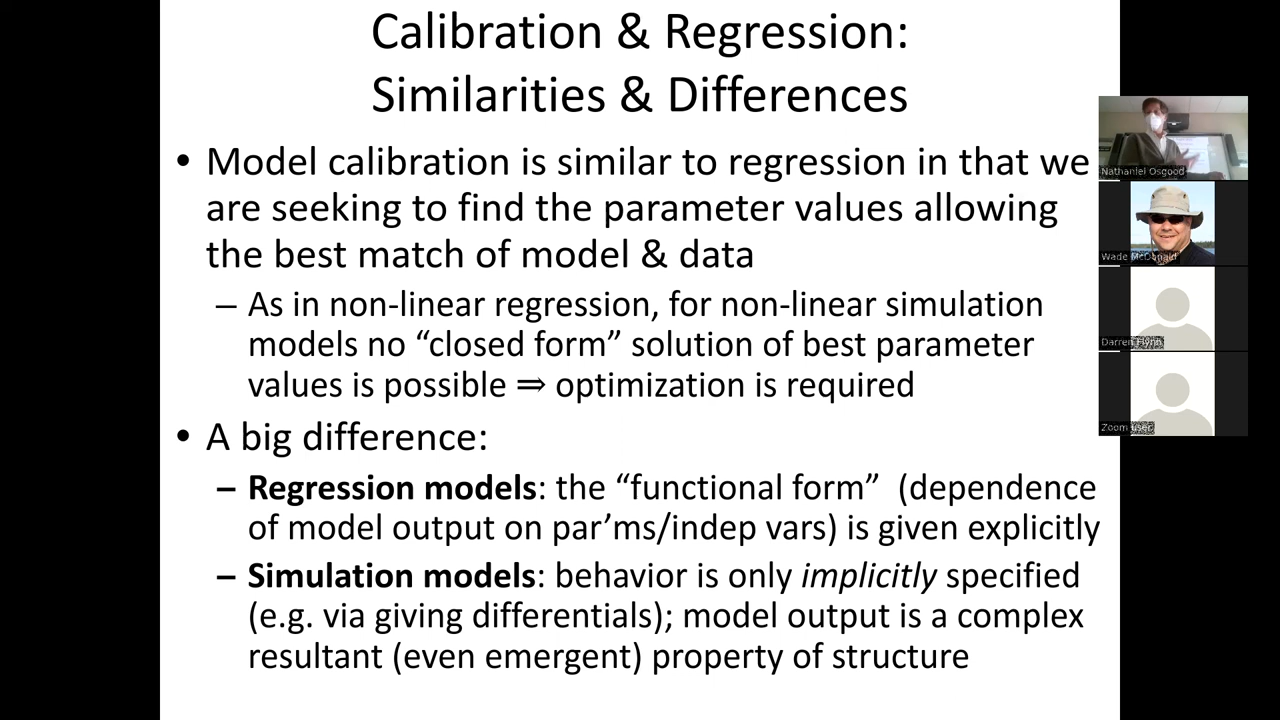 Calibration & Regression:
Similarities & Differences
• Model calibration is similar to regression in that we
are seeking to find the parameter values allowing
the best match of model & data
– As in non-linear regression, for non-linear simulation
models no “closed form” solution of best parameter
values is possible ⇒ optimization is required
• A big difference:
– Regression models: the “functional form” (dependence
of model output on par’ms/indep vars) is given explicitly
– Simulation models: behavior is only implicitly specified
(e.g. via giving differentials); model output is a complex
resultant (even emergent) property of structure
Nathaniel Osgood
Wade McDonald
Darren Flynn
Zoom user